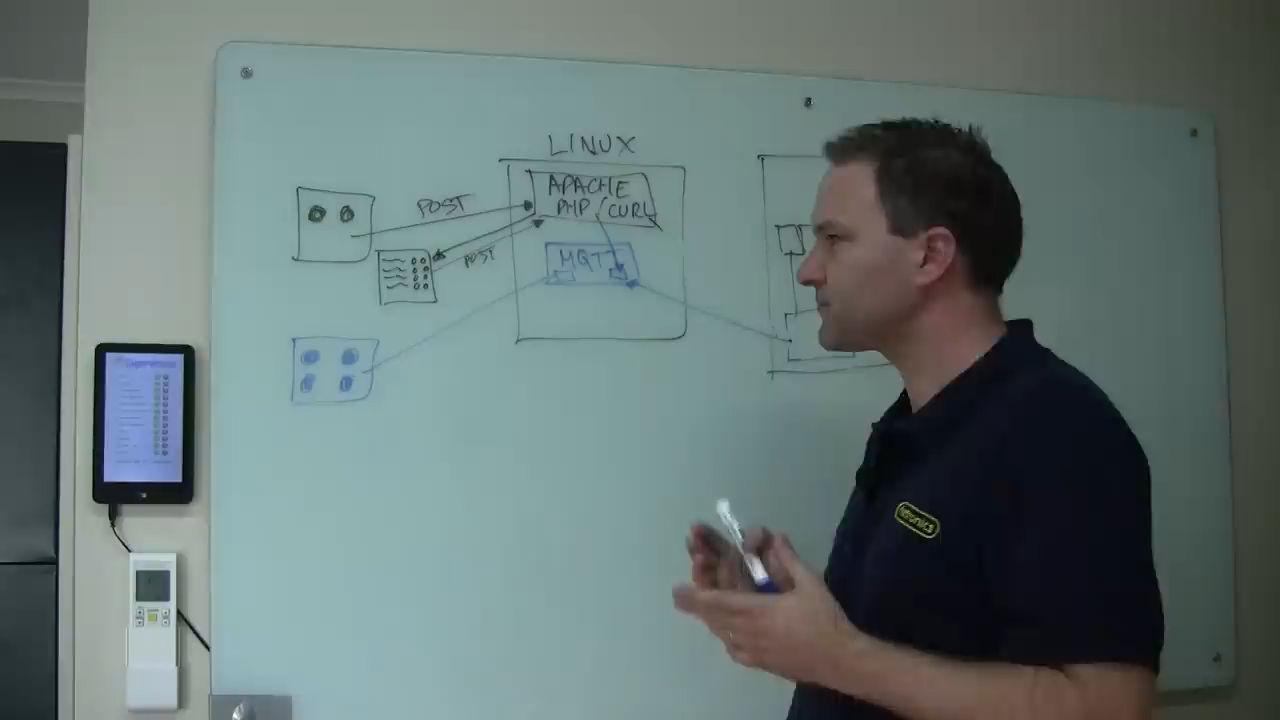 LINUX
APACHE
PHP/CURL
POST
POST
MQTT